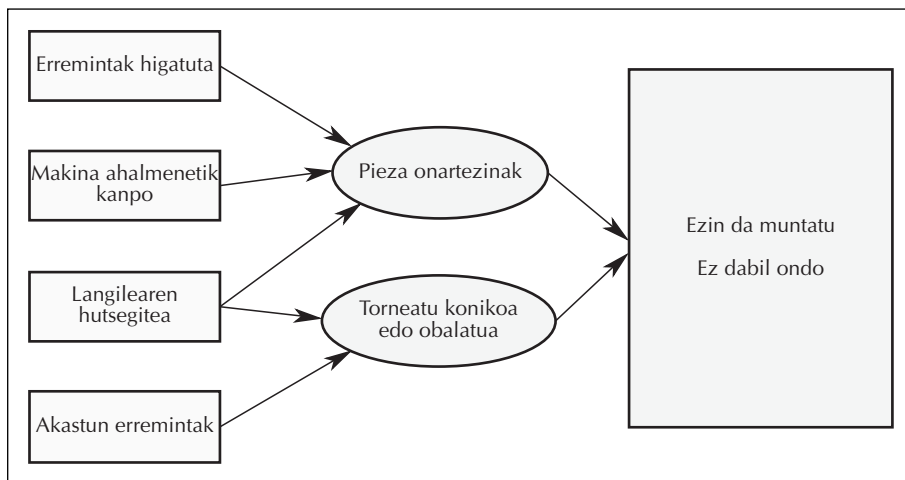 Erremintak higatuta
Makina ahalmenetik
kanpo
Langilearen
hutsegitea
Akastun erremintak
Pieza onartezinak
Torneatu konikoa
edo obalatua
Ezin da muntatu
Ez dabil ondo